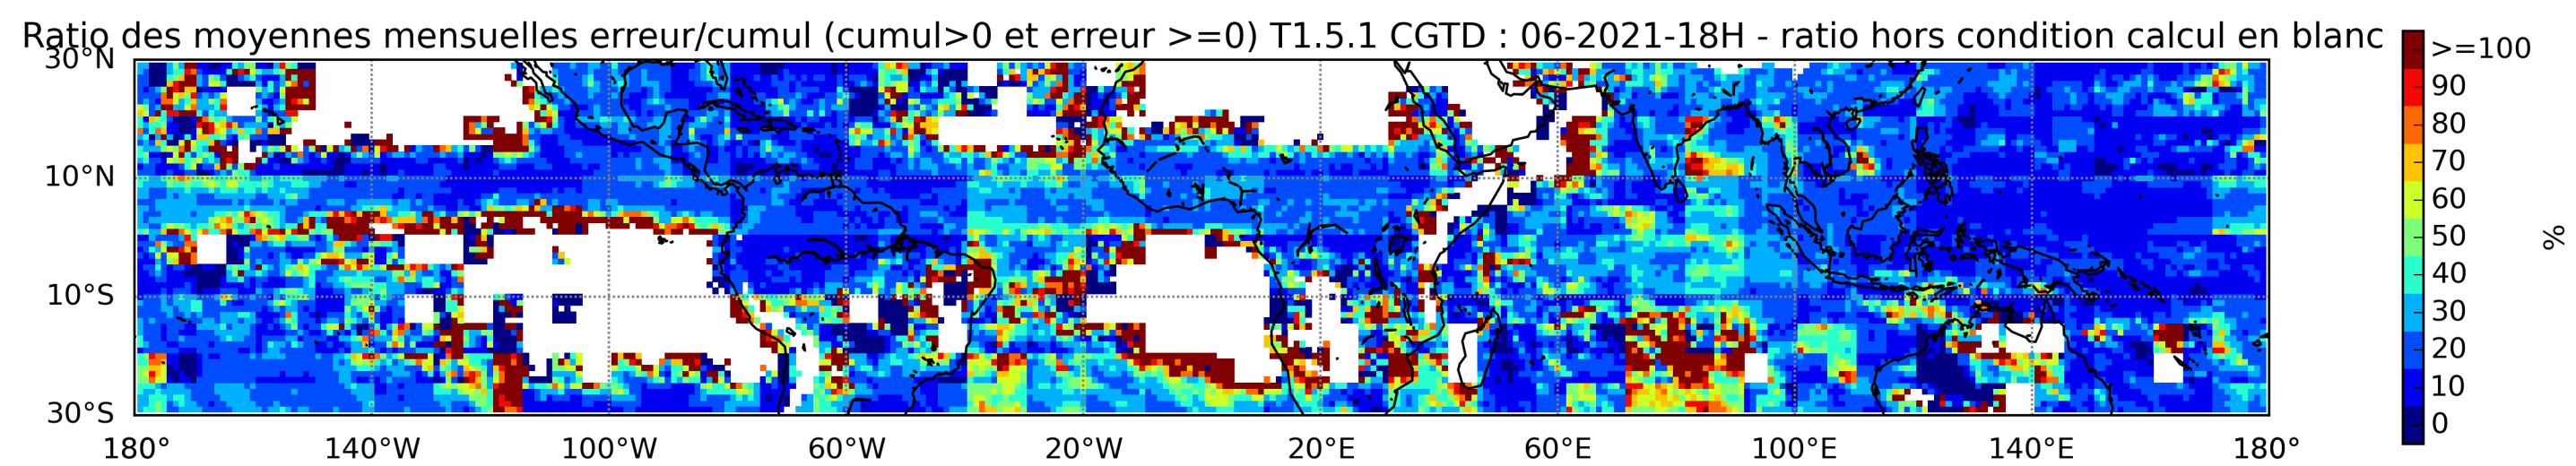 Ratio des moyennes mensuelles erreur/cumul (cumul>0 et erreur >=0) T1.5.1 CGTD : 06-2021-18H - ratio hors condition calcul en blanc
30°N
10°N
10°S
30°S
180° 140°W 100°W 60°W 20°W 20°E 60°E 100°E 140°E 180°
>=100
90
80
70
60
50
40
30
20
10
0
%